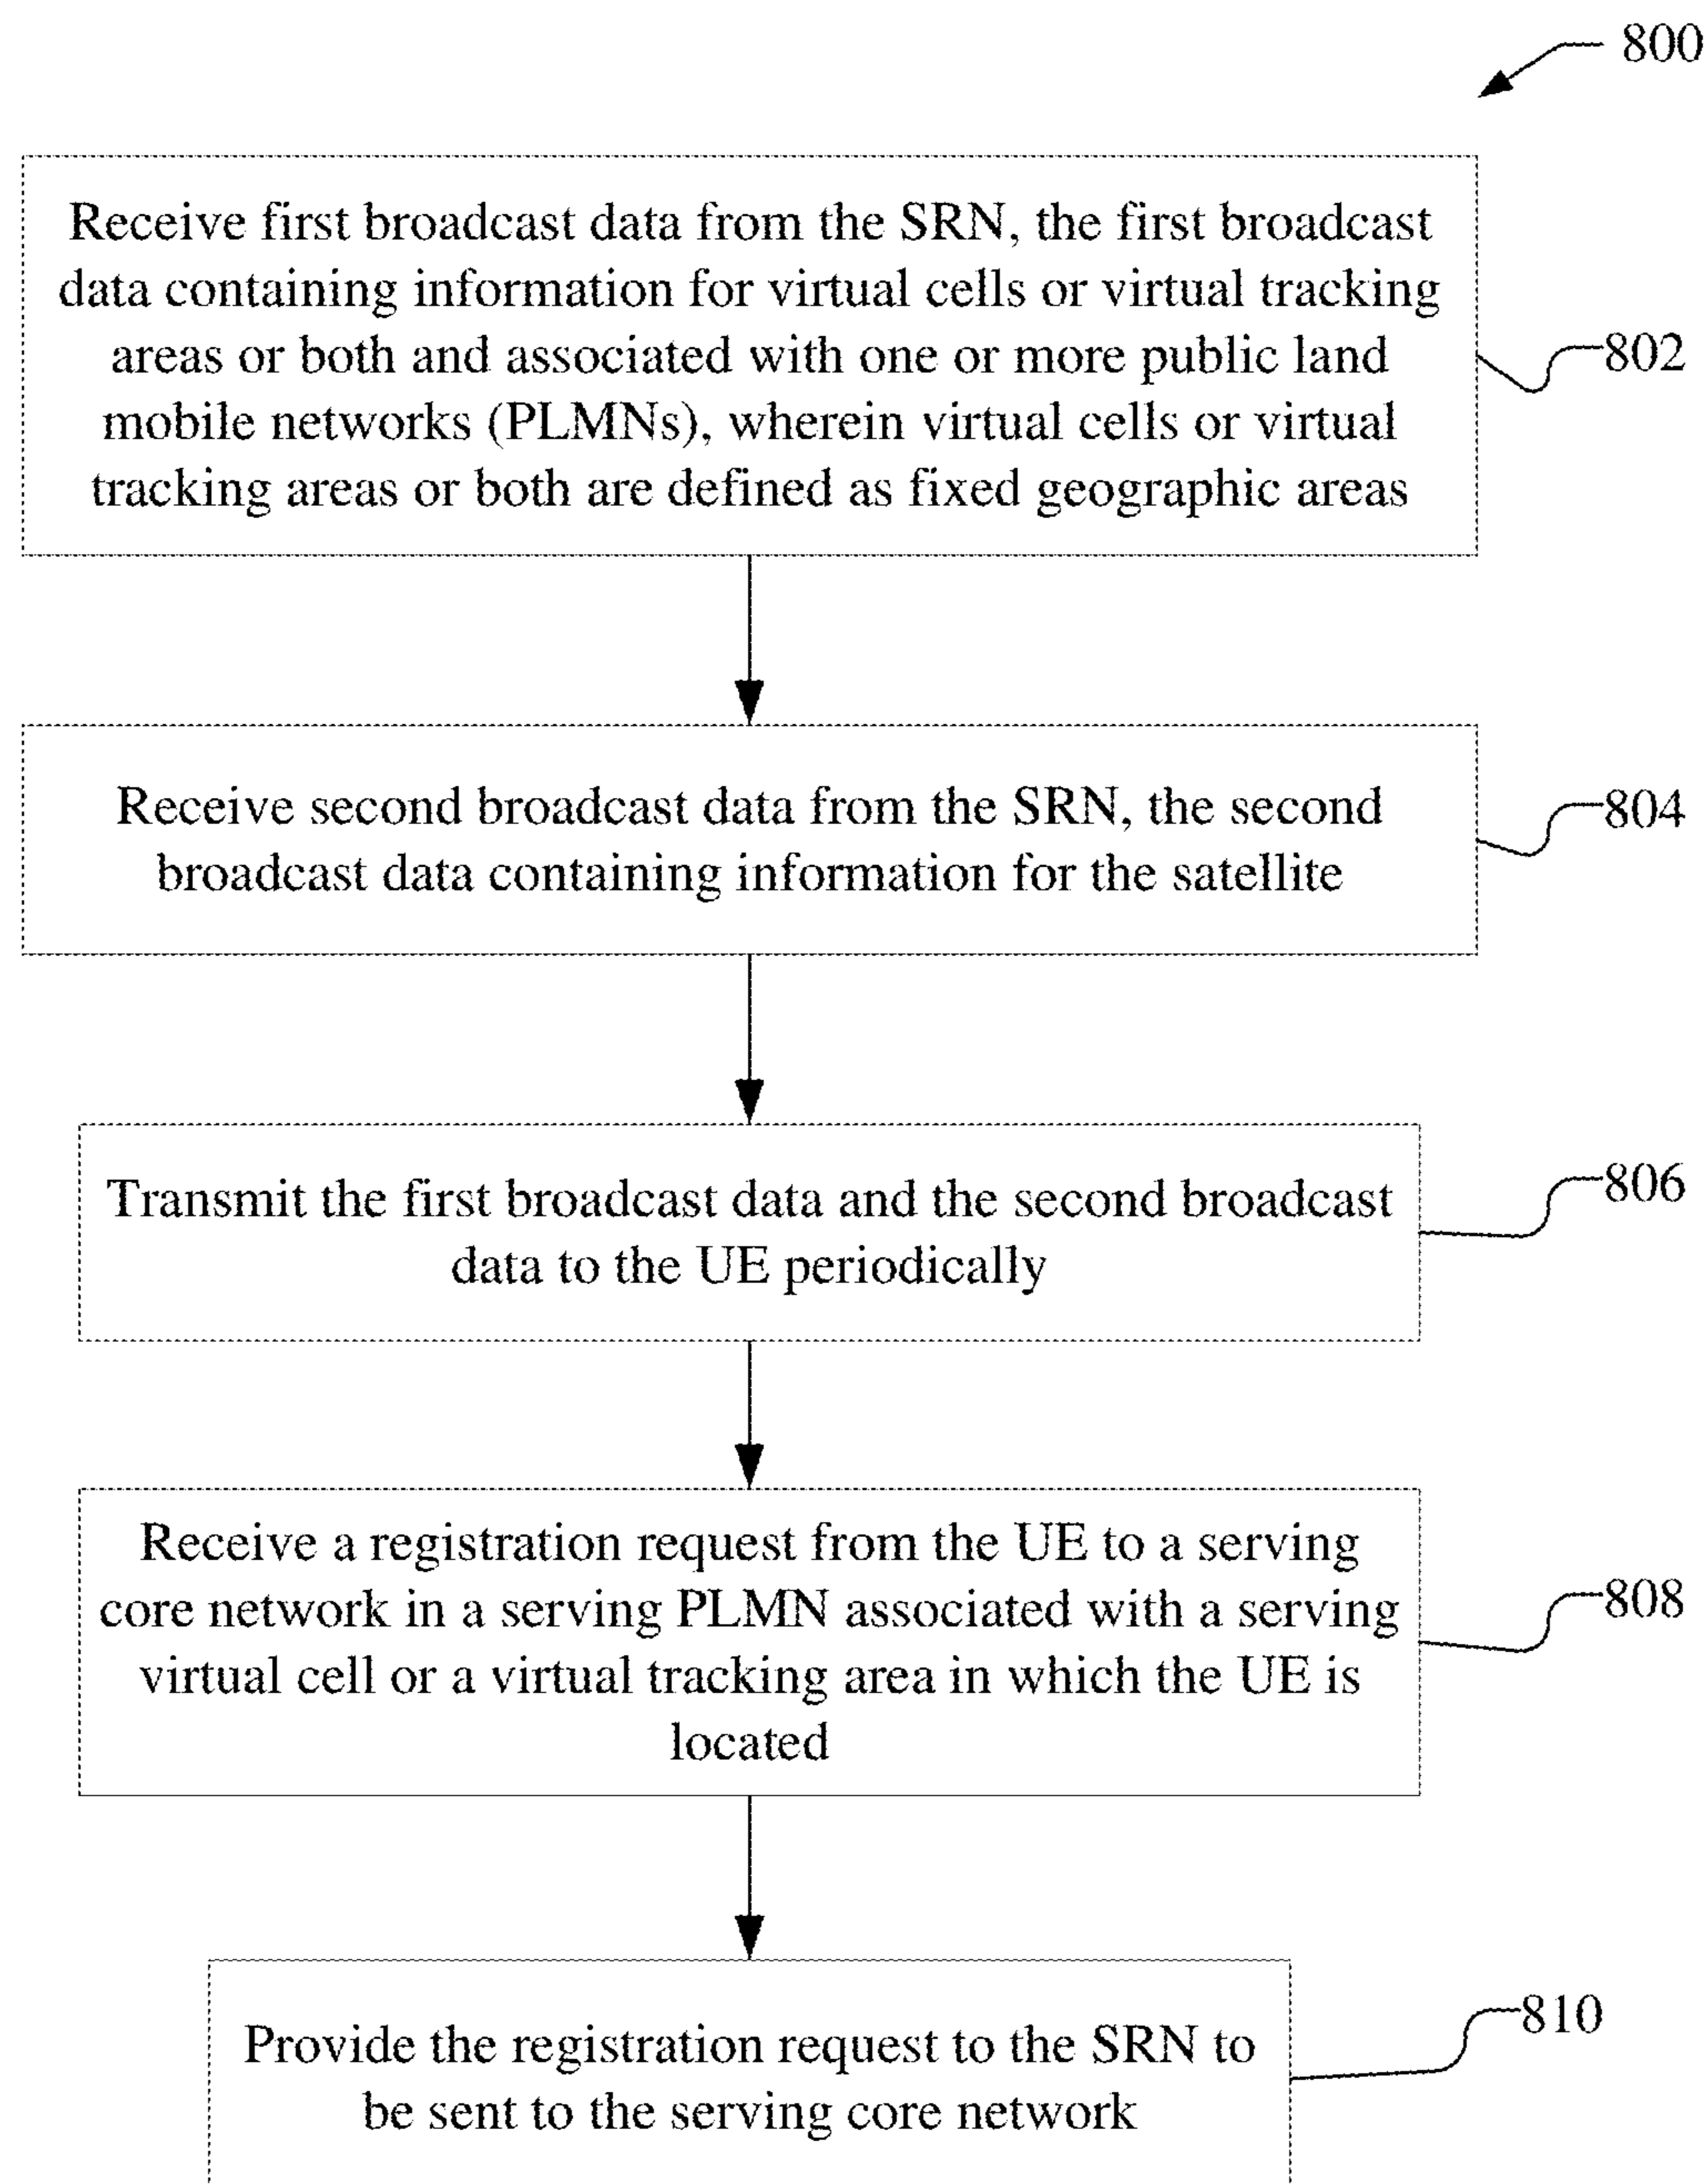 800
Receive first broadcast data from the SRN, the first broadcast
data containing information for virtual cells or virtual tracking
areas or both and associated with one or more public land
mobile networks (PLMNs), wherein virtual cells or virtual
tracking areas or both are defined as fixed geographic areas
802
Receive second broadcast data from the SRN, the second
broadcast data containing information for the satellite
804
Transmit the first broadcast data and the second broadcast
data to the UE periodically
806
Receive a registration request from the UE to a serving
core network in a serving PLMN associated with a serving
virtual cell or a virtual tracking area in which the UE is
located
808
Provide the registration request to the SRN to
be sent to the serving core network
810